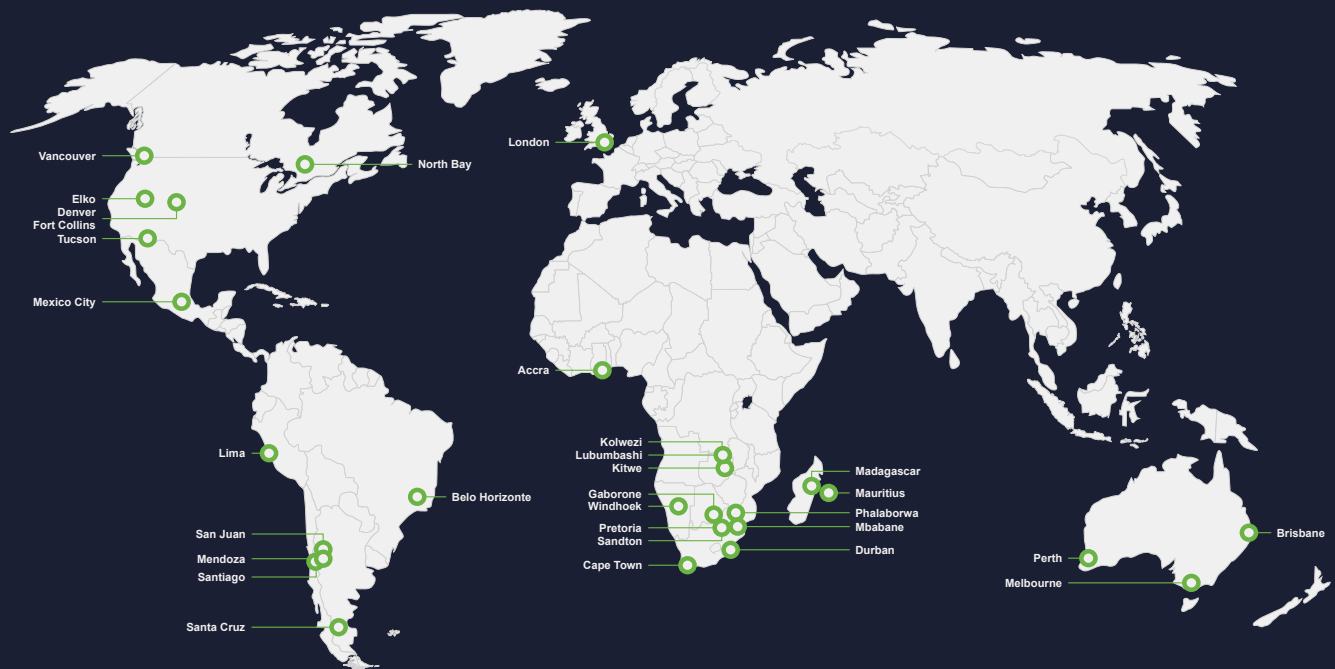 Vancouver
North Bay
Elko
Denver
Fort Collins
Tucson
Mexico City
London
Accra
Lima
Belo Horizonte
San Juan
Mendoza
Santiago
Santa Cruz
Kolwezi
Lubumbashi
Kitwe
Gaborone
Windhoek
Pretoria
Sandton
Cape Town
Madagascar
Mauritius
Phalaborwa
Mbabane
Durban
Brisbane
Perth
Melbourne